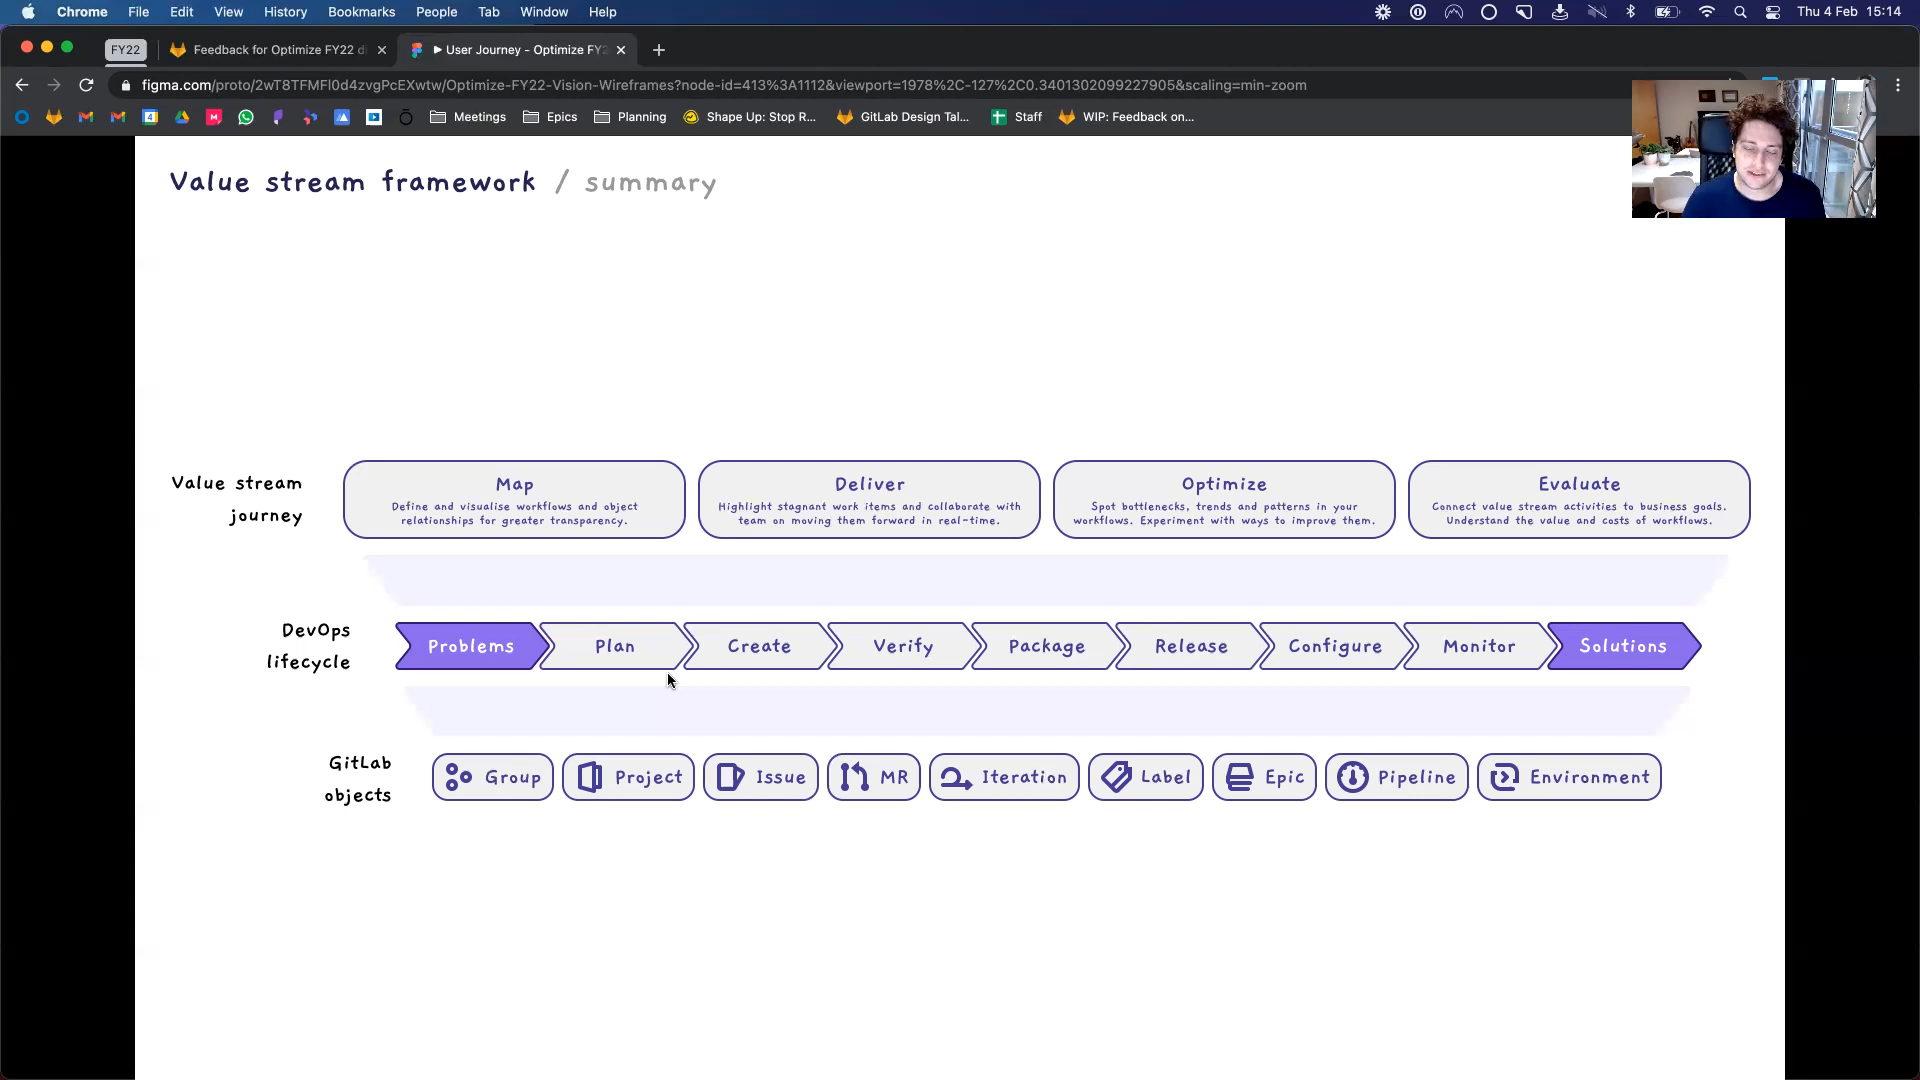 Chrome File Edit View History Bookmarks People Tab Window Help Thu 4 Feb 15:14
FY22 Feedback for Optimize FY22 User Journey - Optimize
figma.com/proto/2wT8TFMFl0d4zvgPcEXwtw/Optimize-FY22-Vision-Wireframes?node-id=413%3A1112&viewport=1978%2C-127%2C0.3401302099227905&scaling=min-zoom
Meetings Epics Planning Shape Up: Stop R... GitLab Design Tal... Staff WIP: Feedback on...
Value stream framework / summary
Value stream
journey
Map
Define and visualise workflows and object
relationships for greater transparency.
Deliver
Highlight stagnant work items and collaborate with
team on moving them forward in real-time.
Optimize
Spot bottlenecks, trends and patterns in your
workflows. Experiment with ways to improve them.
Evaluate
Connect value stream activities to business goals.
Understand the value and costs of workflows.
DevOps
lifecycle
Problems Plan Create Verify Package Release Configure Monitor Solutions
GitLab
objects
Group Project Issue MR Iteration Label Epic Pipeline Environment